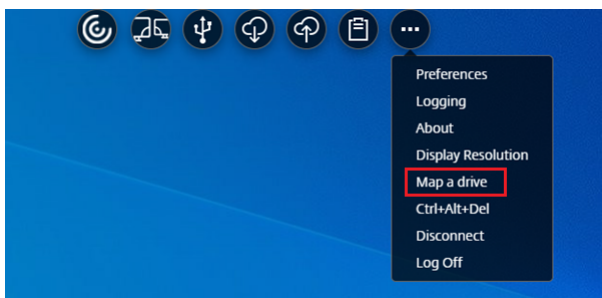 Preferences
Logging
About
Display Resolution
Map a drive
Ctrl+Alt+Del
Disconnect
Log Off